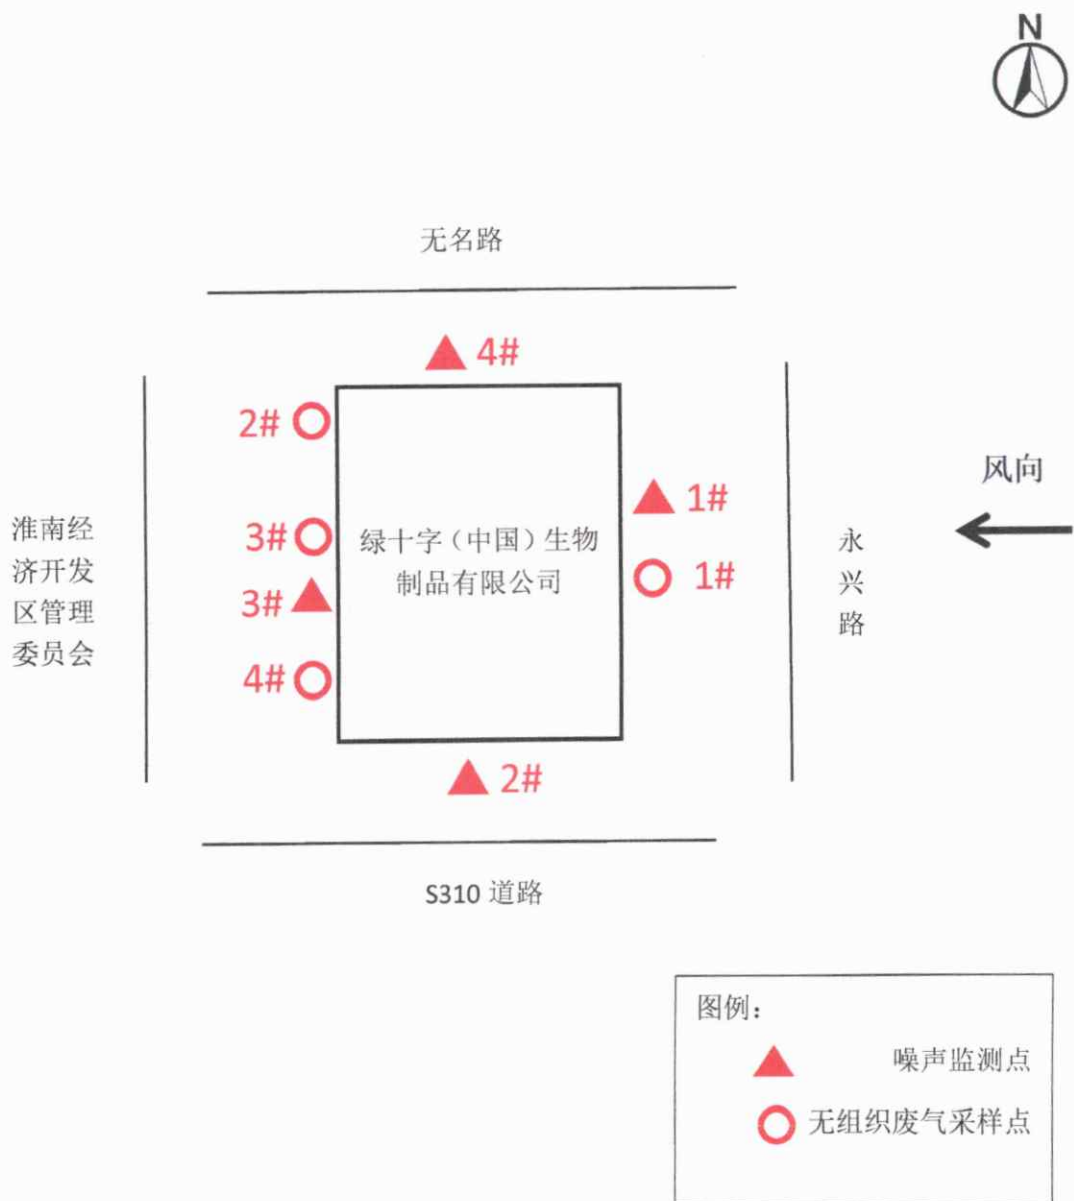 N
无名路
4#
2#
1#
风向
淮南经
济开发
区管理
委员会
3#
绿十字（中国）生物
制品有限公司
永
兴
路
1#
3#
4#
2#
S310 道路
图例：
噪声监测点
无组织废气采样点